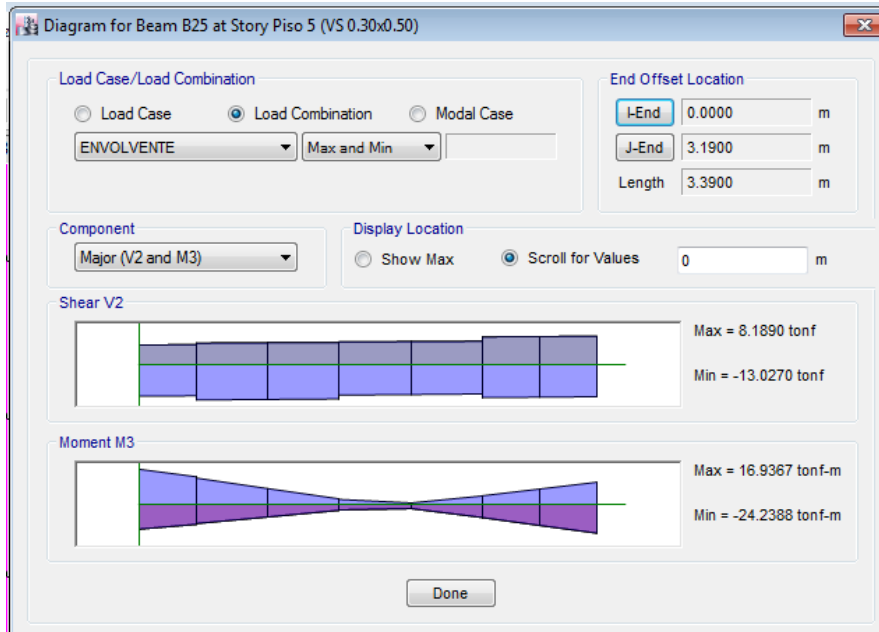 Diagram for Beam B25 at Story Piso 5 (VS 0.30x0.50)
Load Case/Load Combination
Load Case Load Combination Modal Case
ENVOLVENTE Max and Min
End Offset Location
I-End 0.0000 m
J-End 3.1900 m
Length 3.3900 m
Component
Major (V2 and M3)
Display Location
Show Max Scroll for Values 0 m
Shear V2
Max = 8.1890 tonf
Min = -13.0270 tonf
Moment M3
Max = 16.9367 tonf-m
Min = -24.2388 tonf-m
Done